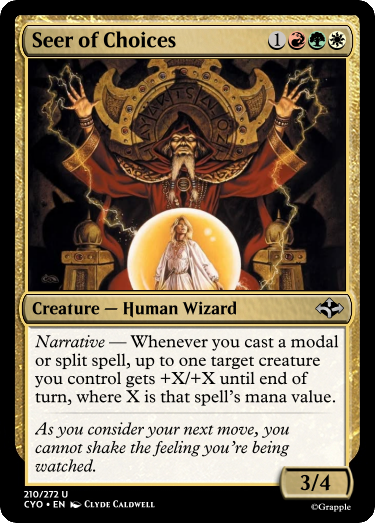 Seer of Choices 1
Creature — Human Wizard
Narrative — Whenever you cast a modal
or split spell, up to one target creature
you control gets +X/+X until end of
turn, where X is that spell's mana value.
As you consider your next move, you
cannot shake the feeling you're being
watched.
3/4
210/272 U
CYO • EN Clyde Caldwell
©Grapple